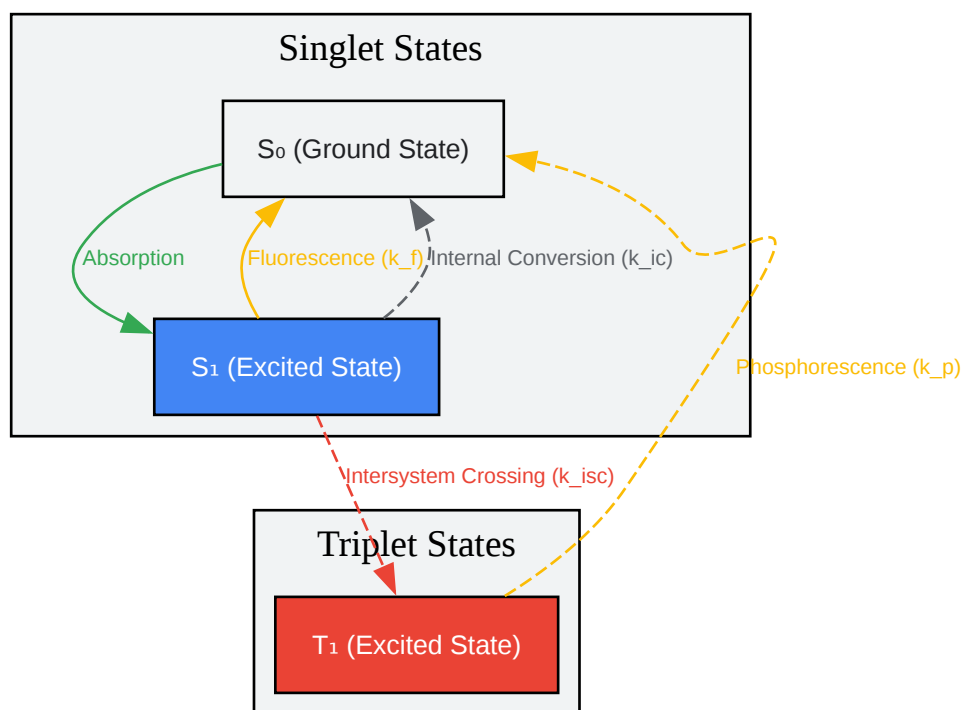 Singlet States
S₀ (Ground State)
Absorption
Fluorescence (k_f)
Internal Conversion (k_ic)
S₁ (Excited State)
Phosphorescence (k_p)
Intersystem Crossing (k_isc)
Triplet States
T₁ (Excited State)